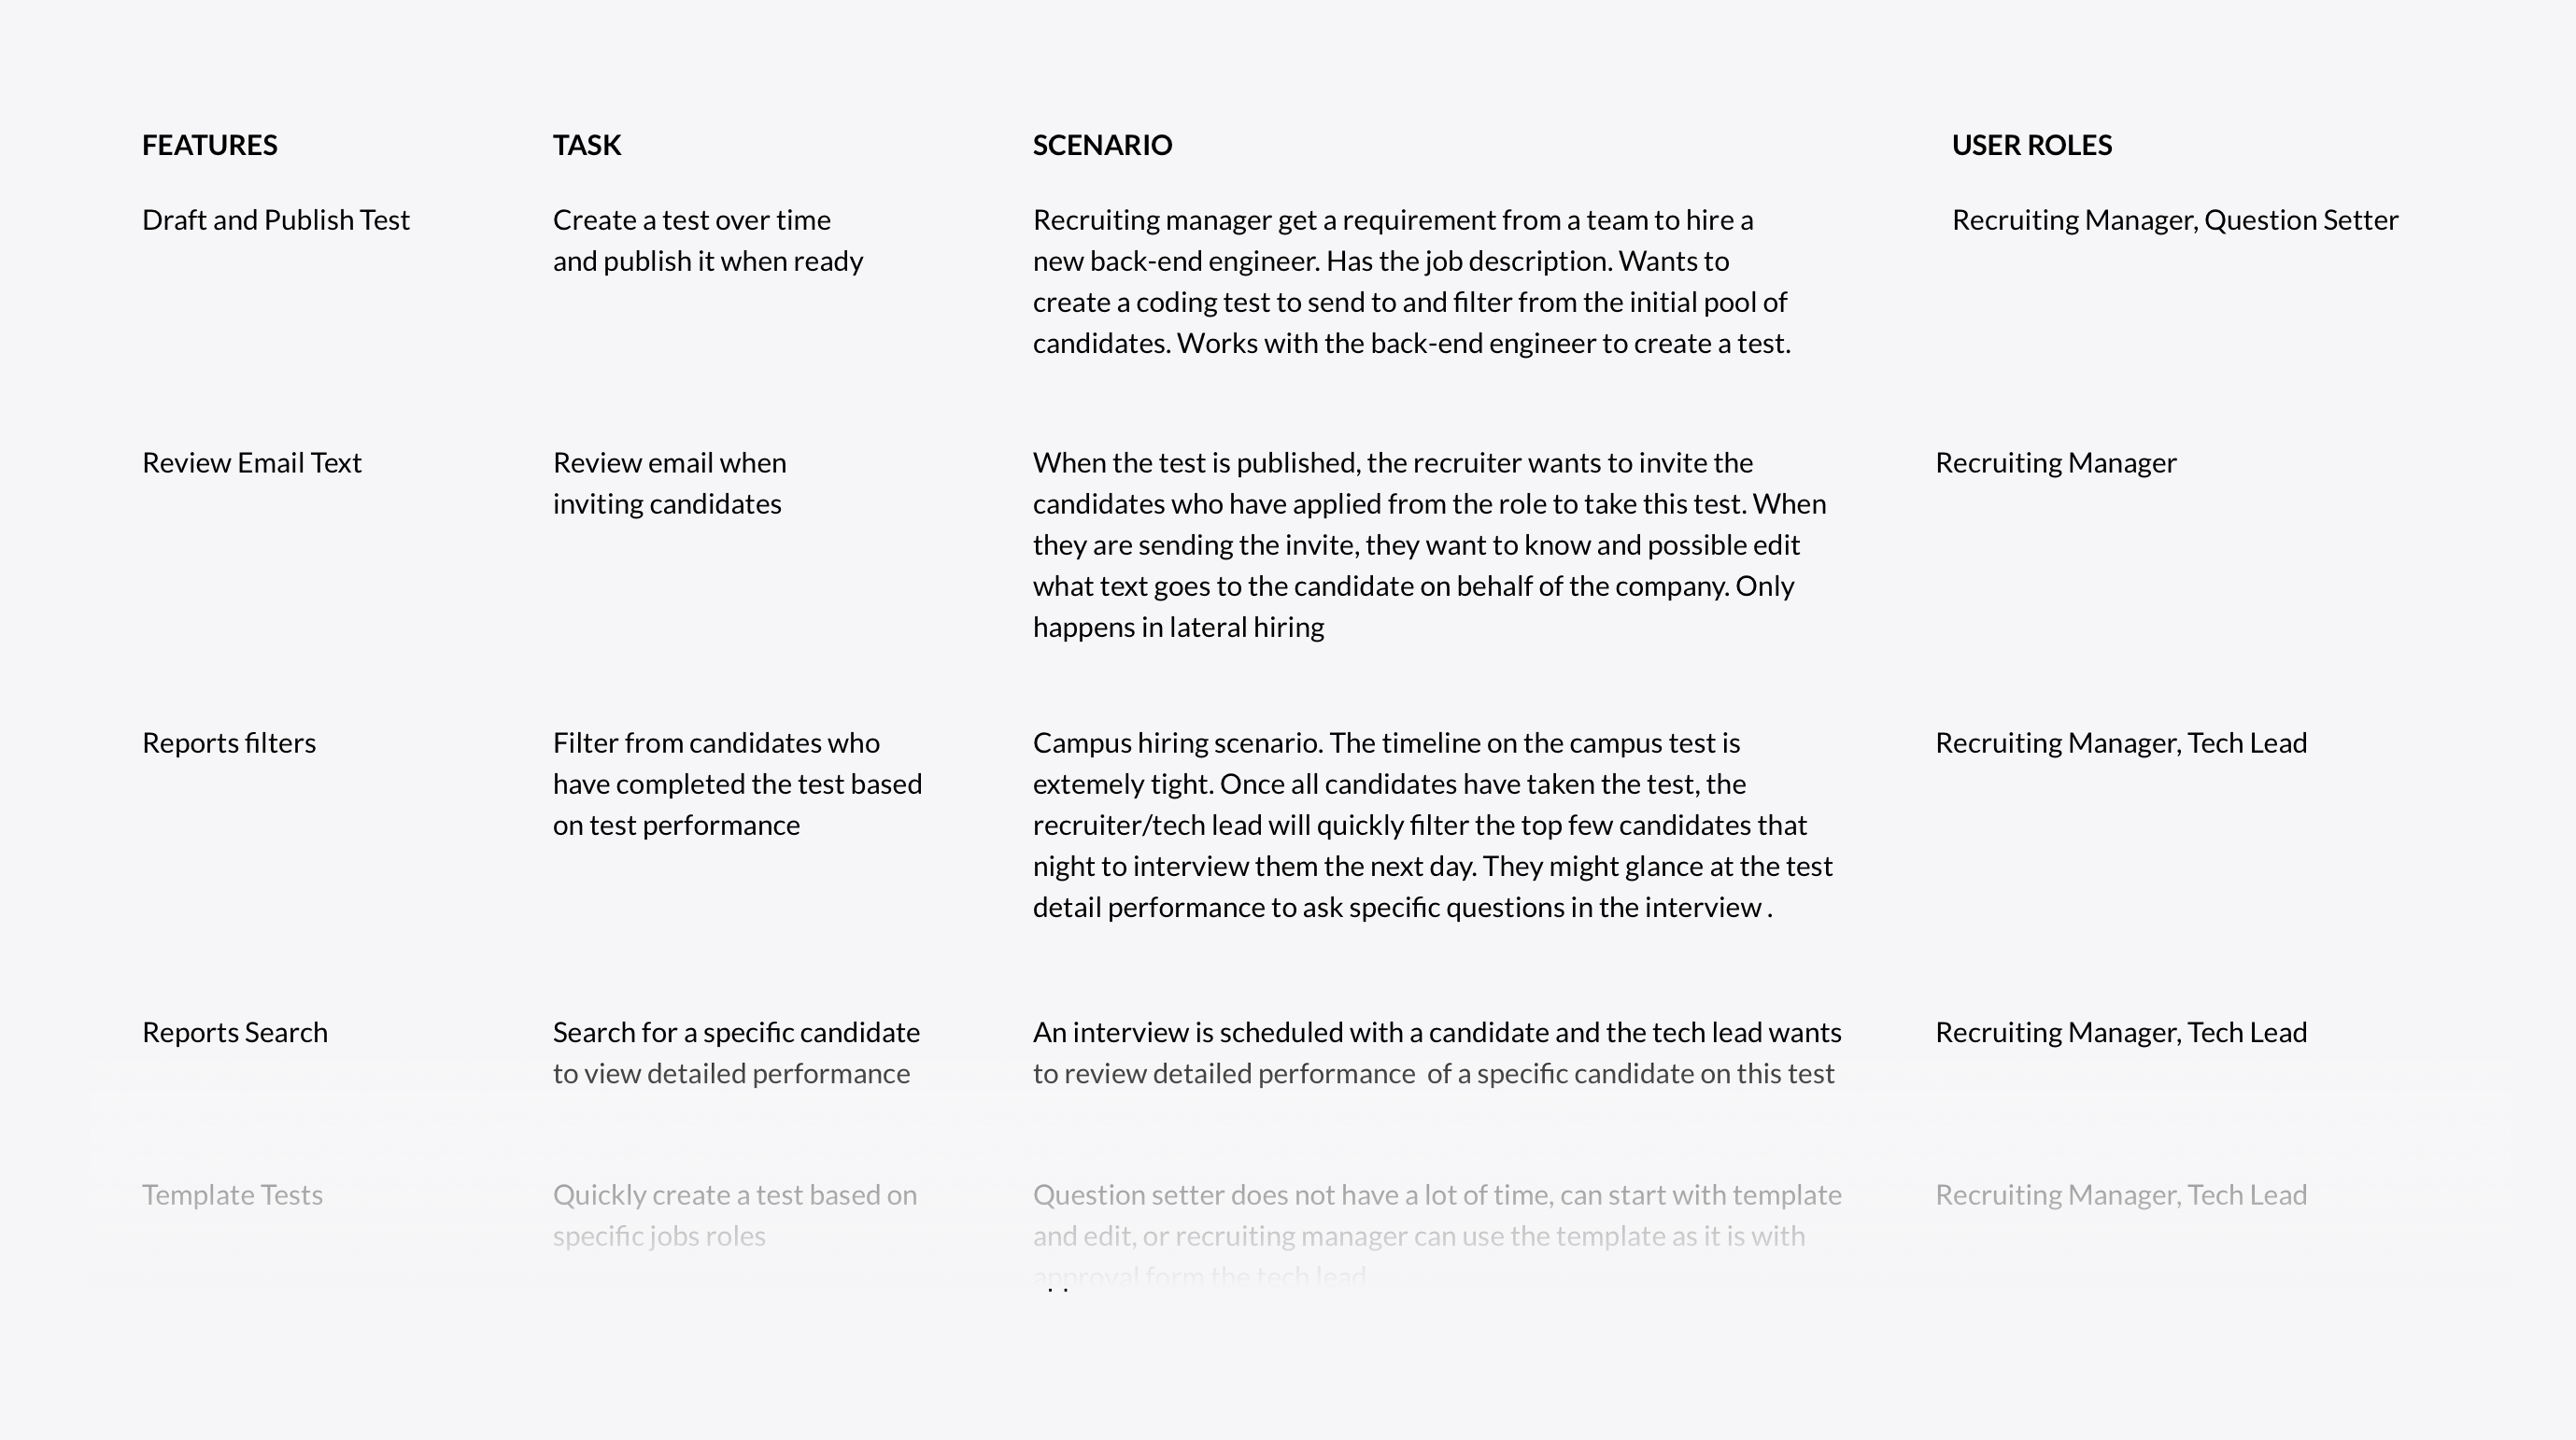 FEATURES
TASK
SCENARIO
USER ROLES
Draft and Publish Test
Create a test over time
and publish it when ready
Recruiting manager get a requirement from a team to hire a
new back-end engineer. Has the job description. Wants to
create a coding test to send to and filter from the initial pool of
candidates. Works with the back-end engineer to create a test.
Recruiting Manager, Question Setter
Review Email Text
Review email when
inviting candidates
When the test is published, the recruiter wants to invite the
candidates who have applied from the role to take this test. When
they are sending the invite, they want to know and possible edit
what text goes to the candidate on behalf of the company. Only
happens in lateral hiring
Recruiting Manager
Reports filters
Filter from candidates who
have completed the test based
on test performance
Campus hiring scenario. The timeline on the campus test is
extemely tight. Once all candidates have taken the test, the
recruiter/tech lead will quickly filter the top few candidates that
night to interview them the next day. They might glance at the test
detail performance to ask specific questions in the interview .
Recruiting Manager, Tech Lead
Reports Search
Search for a specific candidate
to view detailed performance
An interview is scheduled with a candidate and the tech lead wants
to review detailed performance  of a specific candidate on this test
Recruiting Manager, Tech Lead
Template Tests
Quickly create a test based on
specific jobs roles
Question setter does not have a lot of time, can start with template
and edit, or recruiting manager can use the template as it is with
approval form the tech lead
Recruiting Manager, Tech Lead